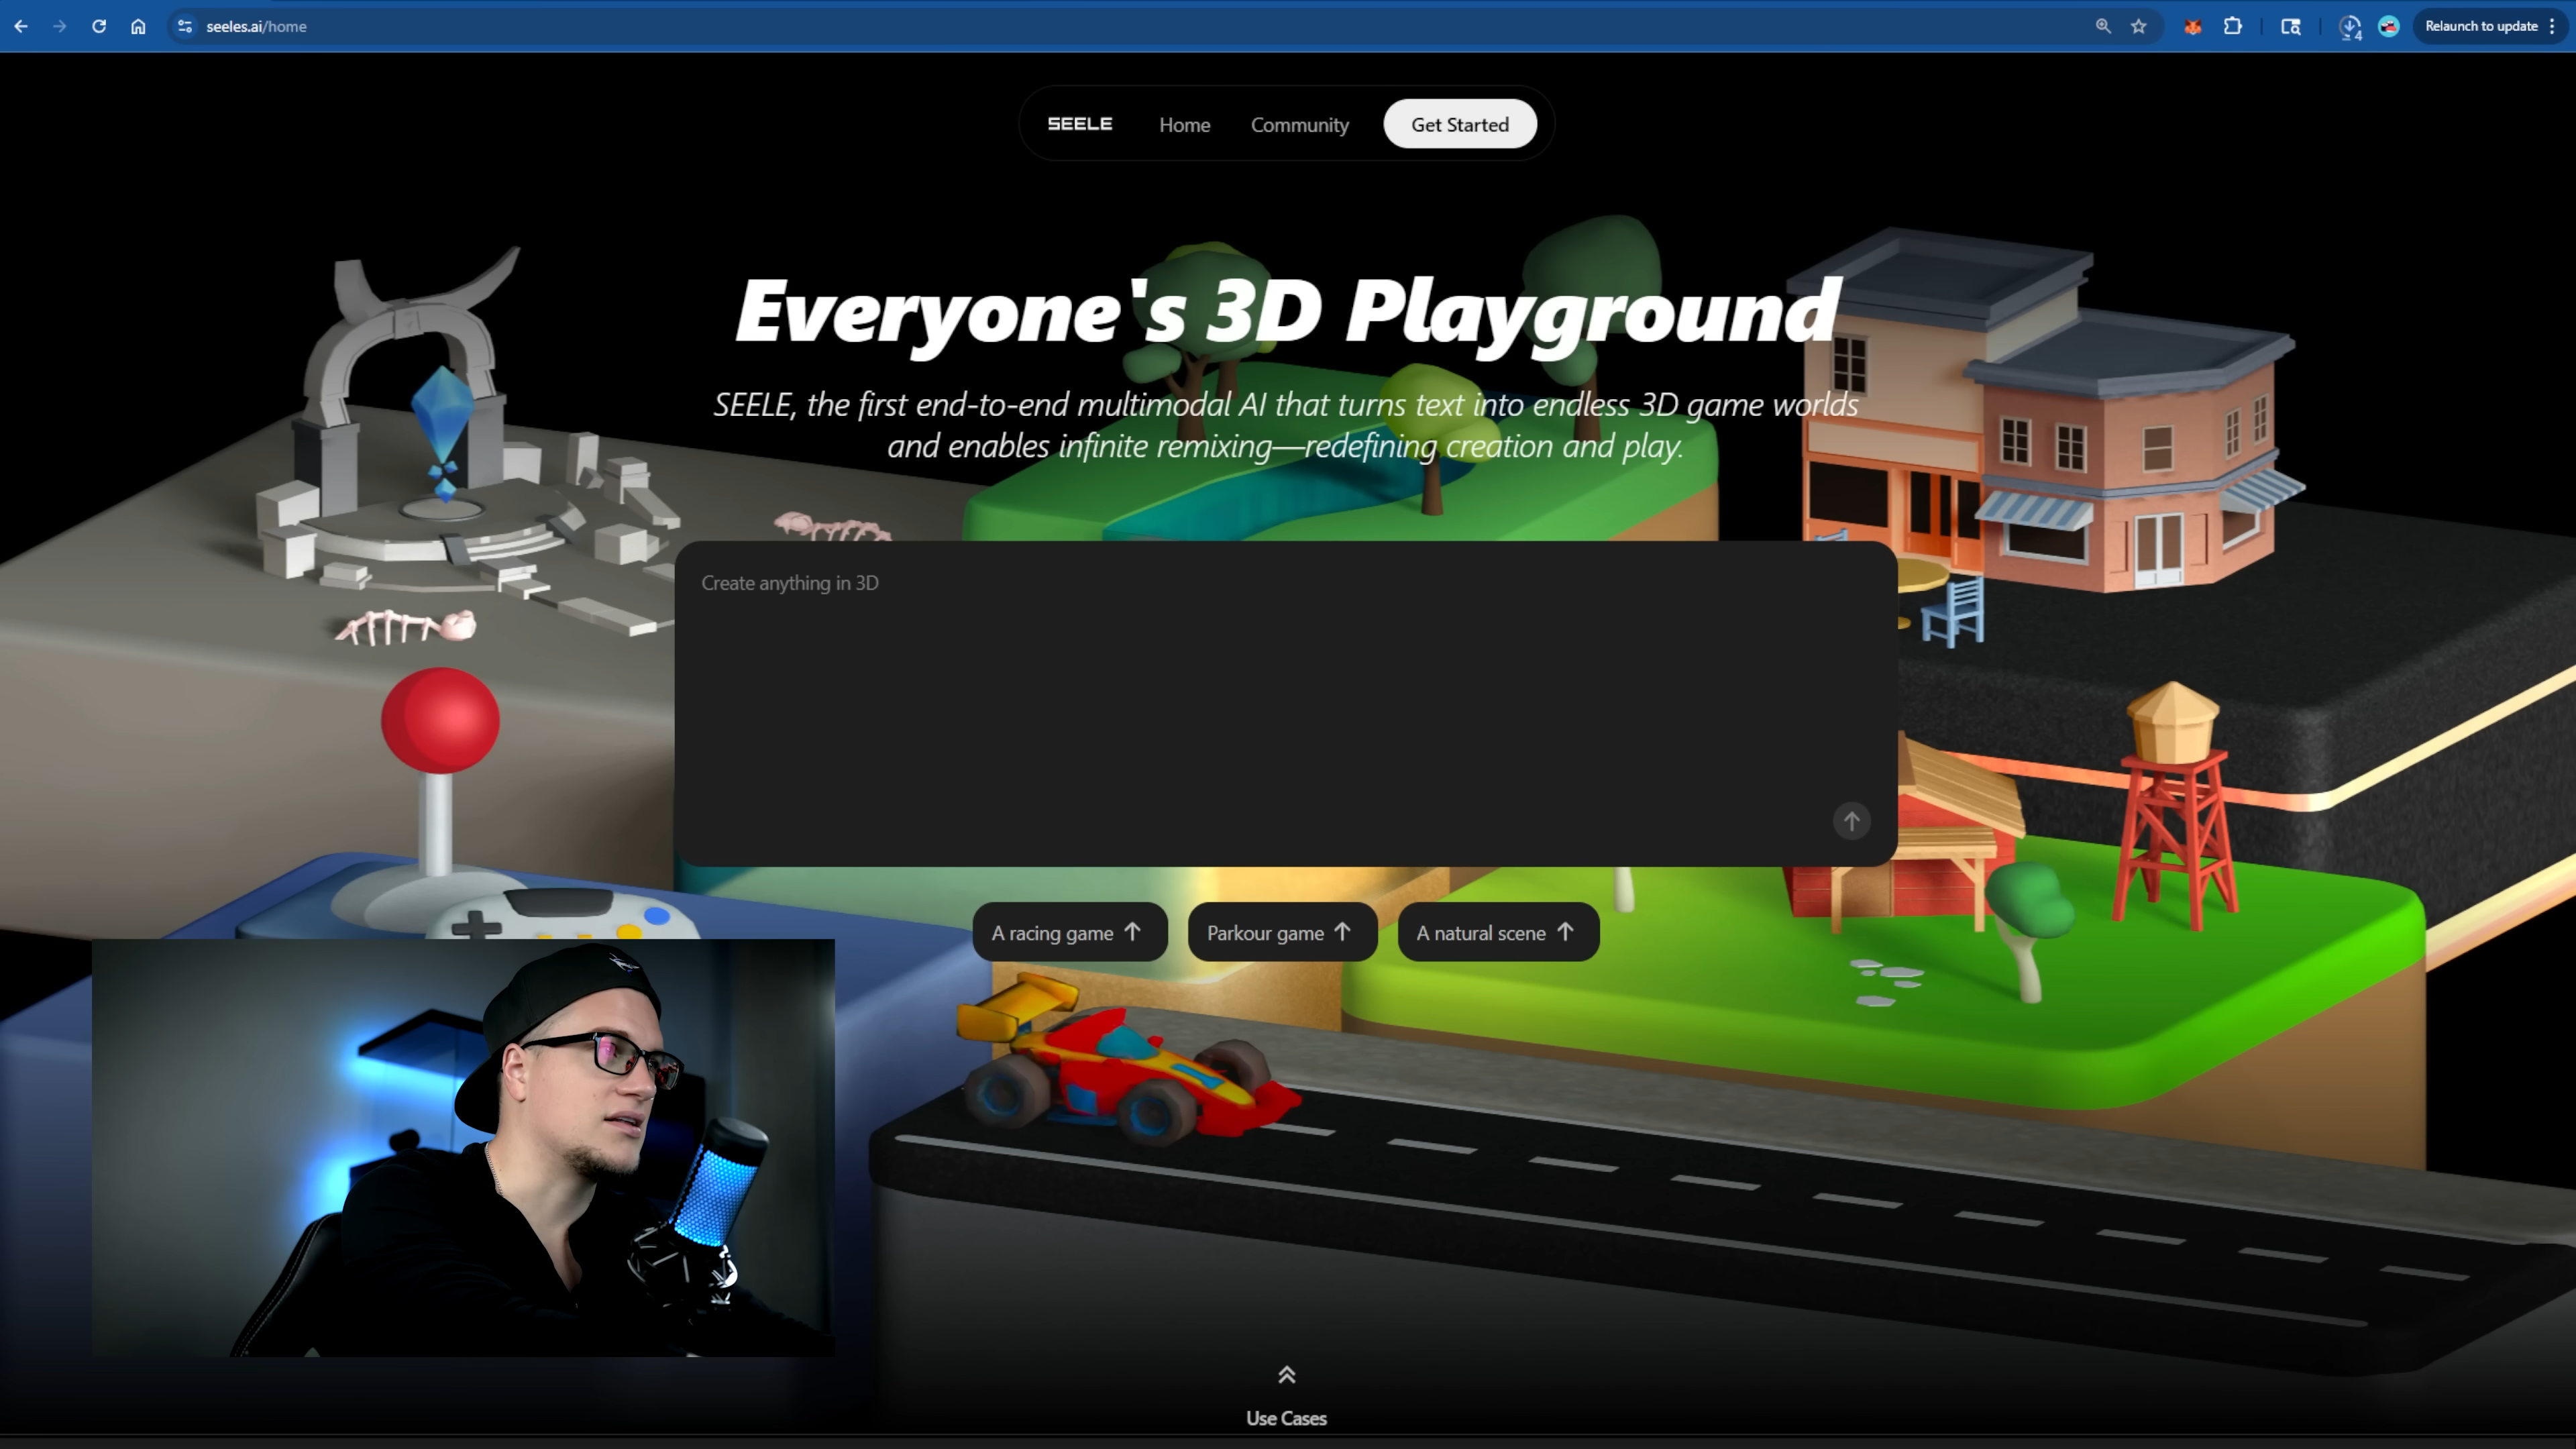 seeles.ai/home
Relaunch to update
4
SEELE
Home
Community
Get Started
Everyone's 3D Playground
SEELE, the first end-to-end multimodal AI that turns text into endless 3D game worlds
and enables infinite remixing—redefining creation and play.
Create anything in 3D
A racing game
Parkour game
A natural scene
Use Cases